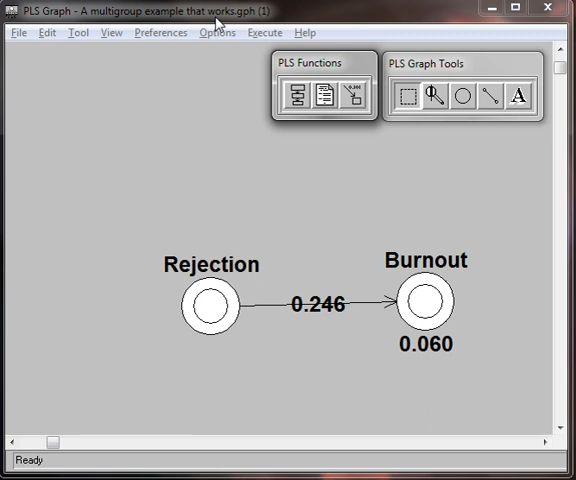 PLS Graph - A multigroup example that works.gph (1)
File Edit Tool View Preferences Options Execute Help
PLS Functions
PLS Graph Tools
A
Rejection
Burnout
0.246
0.060
Ready